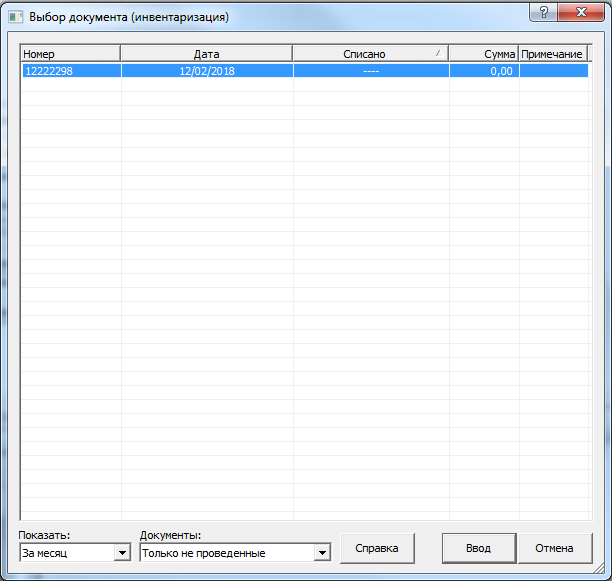 Выбор документа (инвентаризация)
Номер Дата Списано Сумма Примечание
12222298 12/02/2018 ---- 0,00
Показать: Документы:
За месяц Только не проведенные Справка Ввод Отмена